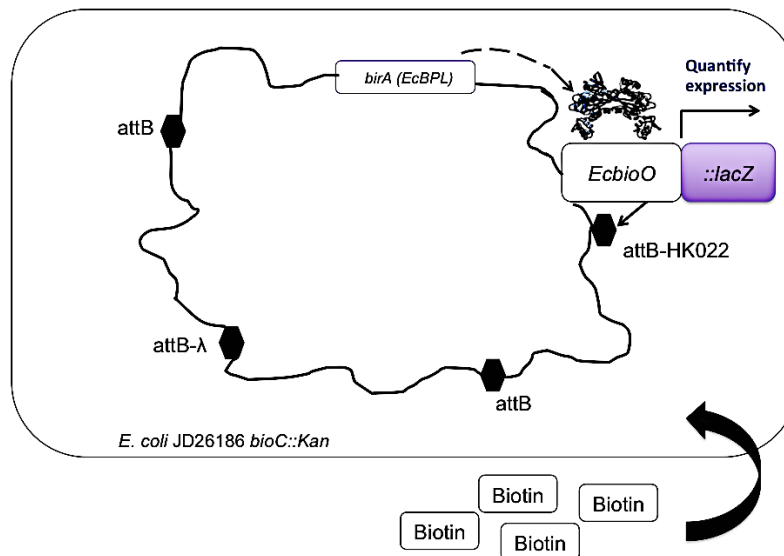 Quantify
expression
birA (EcBPL)
attB
EcbioO
::lacZ
attB-HK022
attB-λ
attB
E. coli JD26186 bioC::Kan
Biotin
Biotin
Biotin
Biotin